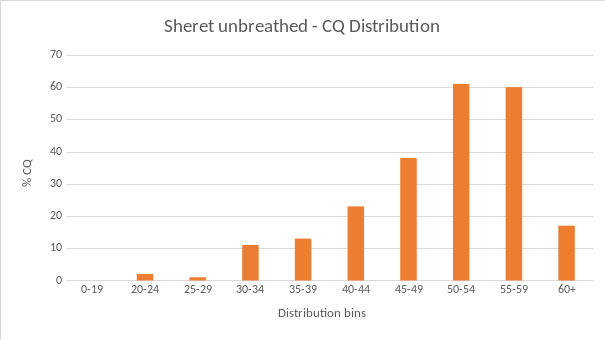 Sheret unbreathed - CQ Distribution
70
60
50
40
30
20
10
0
% CQ
0-19 20-24 25-29 30-34 35-39 40-44 45-49 50-54 55-59 60+
Distribution bins